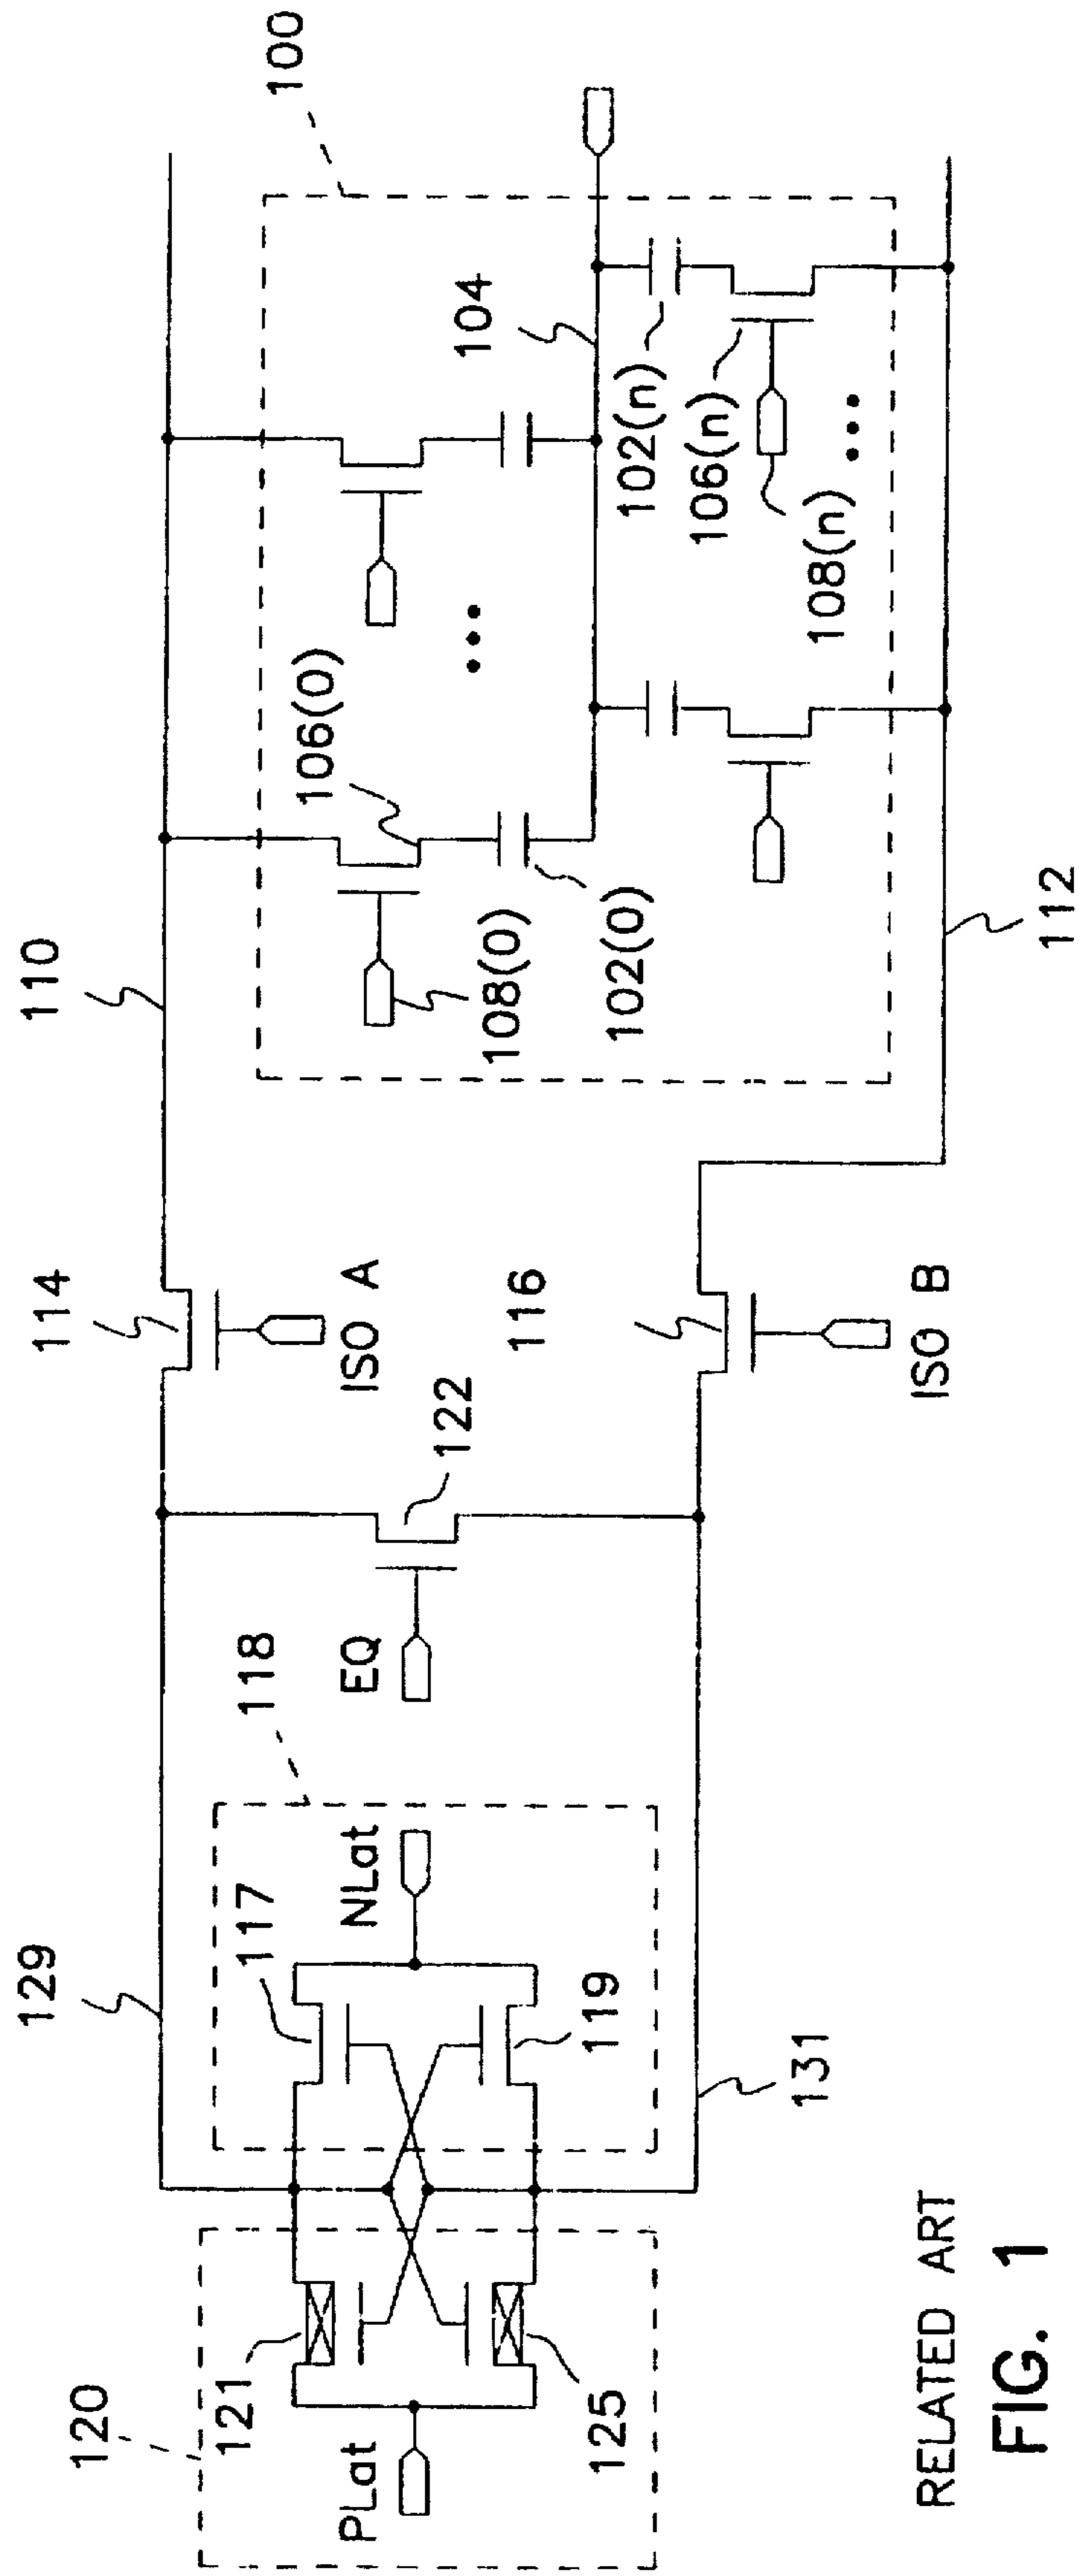 100
104
102(n)
106(n)
108(n)
106(0)
108(0)
102(0)
110
112
114
ISO A
116
ISO B
122
EQ
118
NLat
117
119
129
131
120
121
125
PLat
RELATED ART
FIG. 1